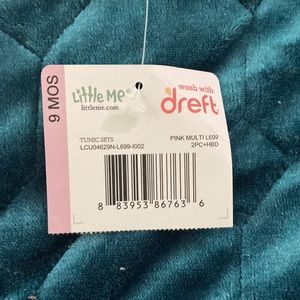 9 MOS
Little Me
littleme.com
wash with
dreft
TUNIC SETS
PINK MULTI L699
LCU04629N-L699-I002
2PC+HBD
8 83953 86763 6